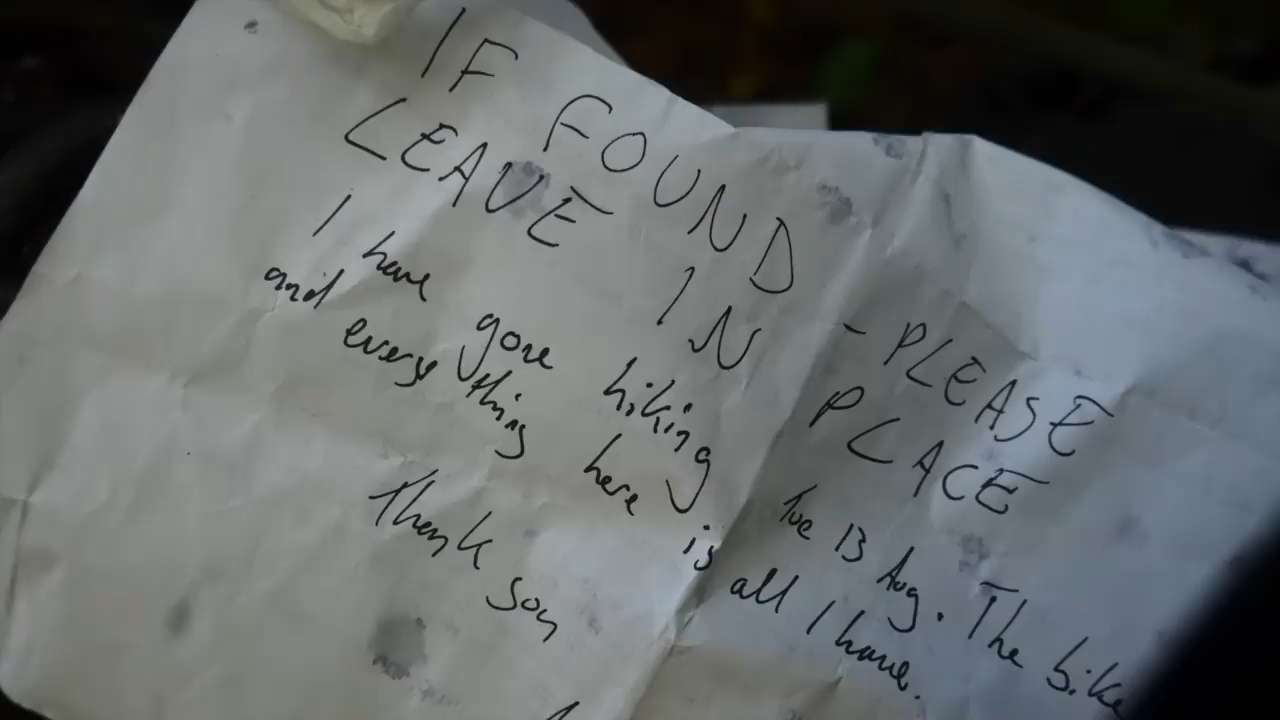 IF FOUND - PLEASE
LEAVE IN PLACE
I have gone hiking Tue 13 Aug. The bike
and everything here is all I have.
Thank you